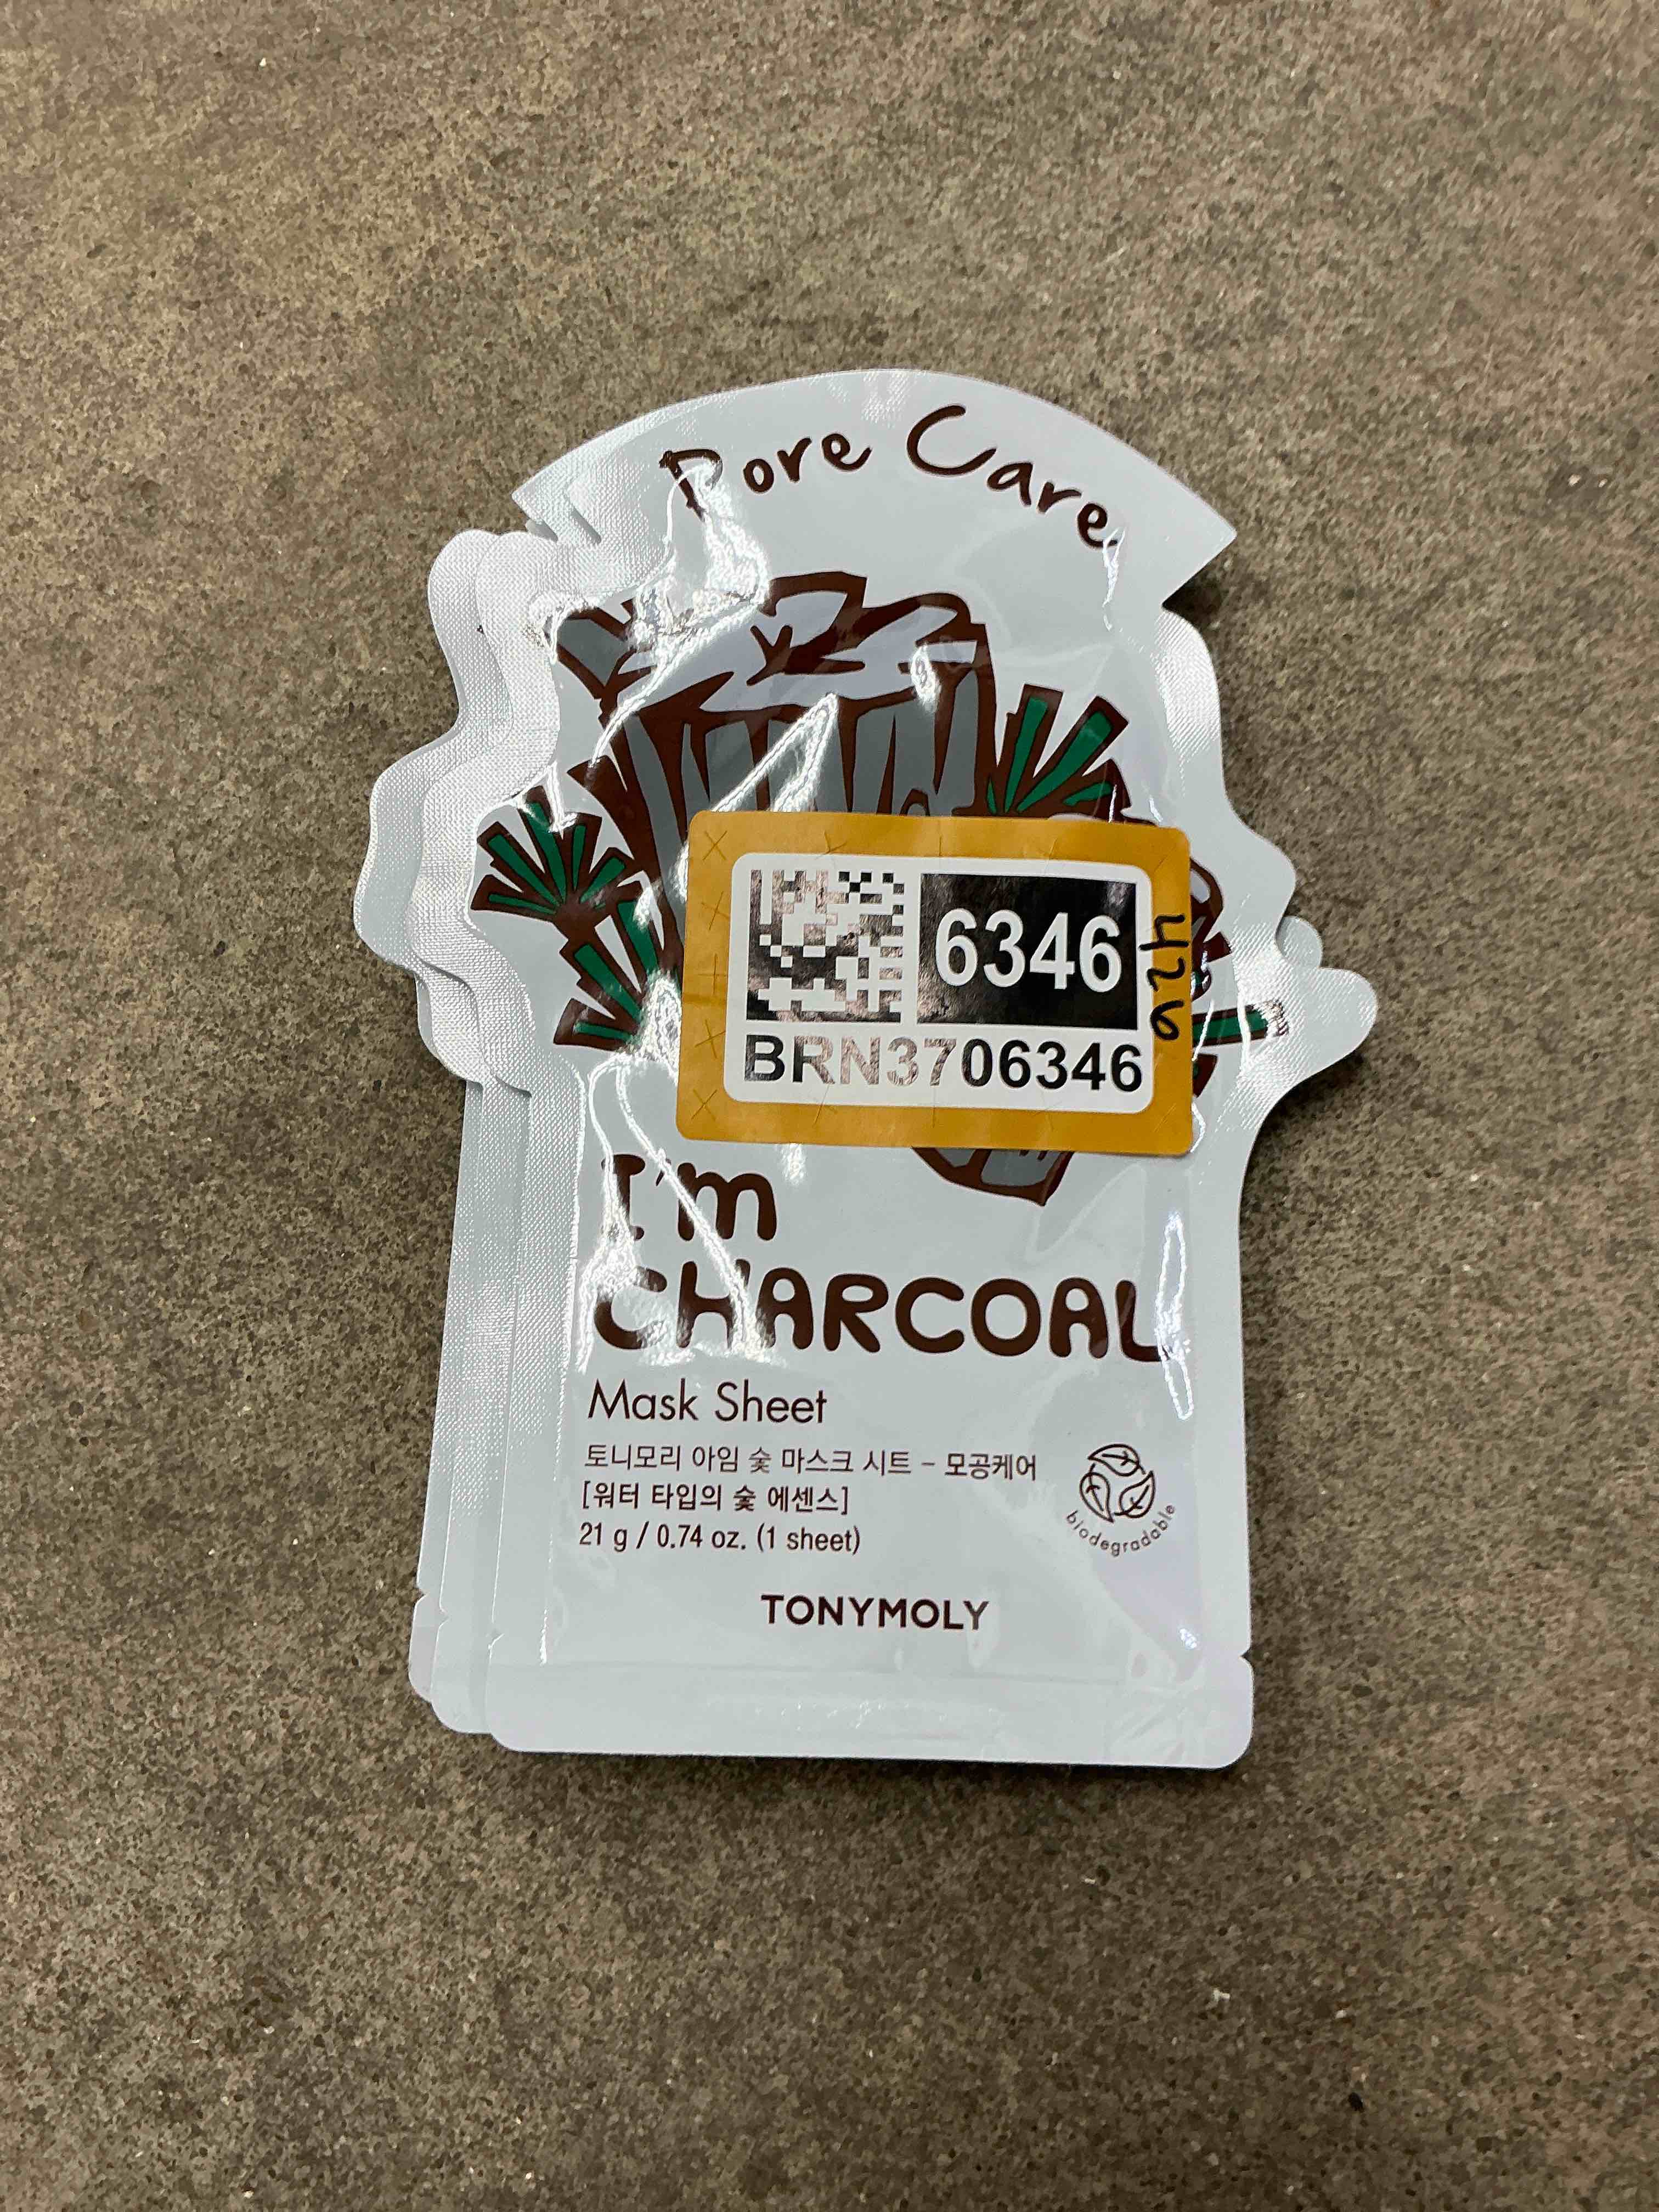 Pore Care
6346
426
BRN3706346
I'm
CHARCOAL
Mask Sheet
토니모리 아임 숯 마스크 시트 - 모공케어
[워터 타입의 숯 에센스]
21 g / 0.74 oz. (1 sheet)
biodegradable
TONYMOLY